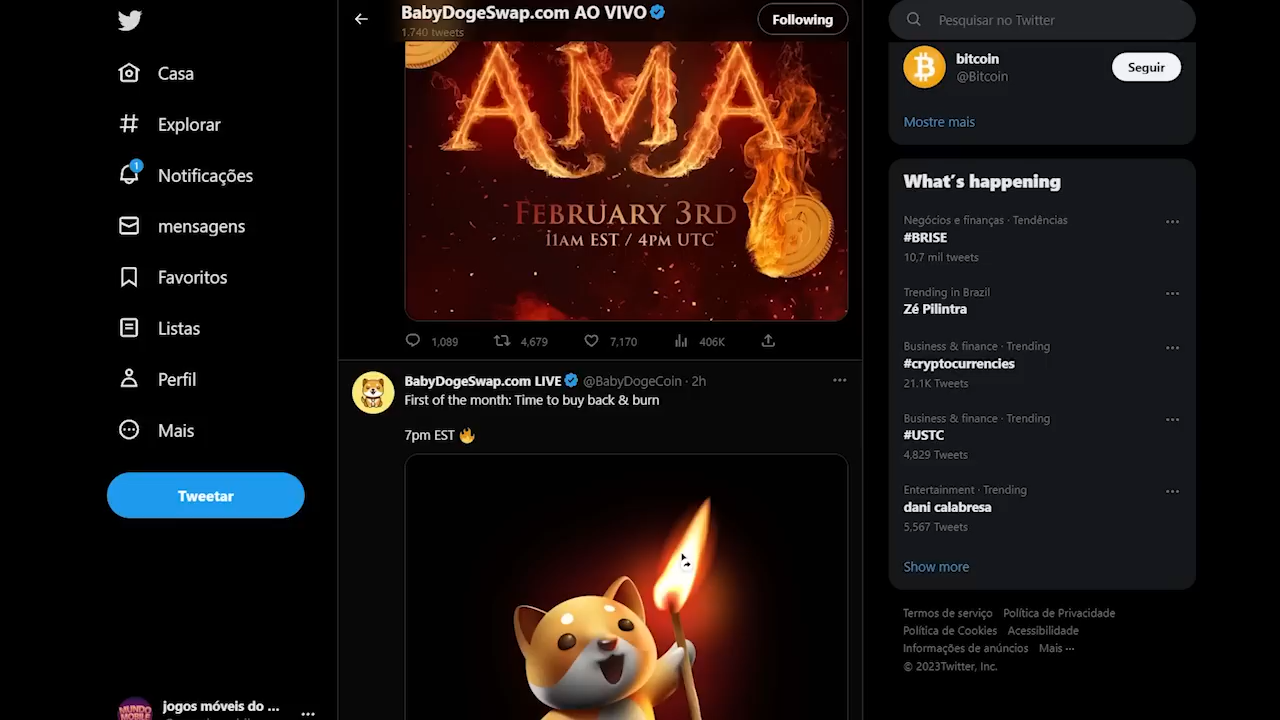 Casa
Explorar
1
Notificações
mensagens
Favoritos
Listas
Perfil
Mais
Tweetar
jogos móveis do ...
BabyDogeSwap.com AO VIVO
1.740 tweets
Following
AMA
FEBRUARY 3RD
11AM EST / 4PM UTC
1,089
4,679
7,170
406K
BabyDogeSwap.com LIVE @BabyDogeCoin · 2h
First of the month: Time to buy back & burn
7pm EST 🔥
Pesquisar no Twitter
bitcoin
@Bitcoin
Seguir
Mostre mais
What´s happening
Negócios e finanças · Tendências
#BRISE
10,7 mil tweets
Trending in Brazil
Zé Pilintra
Business & finance · Trending
#cryptocurrencies
21.1K Tweets
Business & finance · Trending
#USTC
4,829 Tweets
Entertainment · Trending
dani calabresa
5,567 Tweets
Show more
Termos de serviço Política de Privacidade
Política de Cookies Acessibilidade
Informações de anúncios Mais ···
© 2023Twitter, Inc.